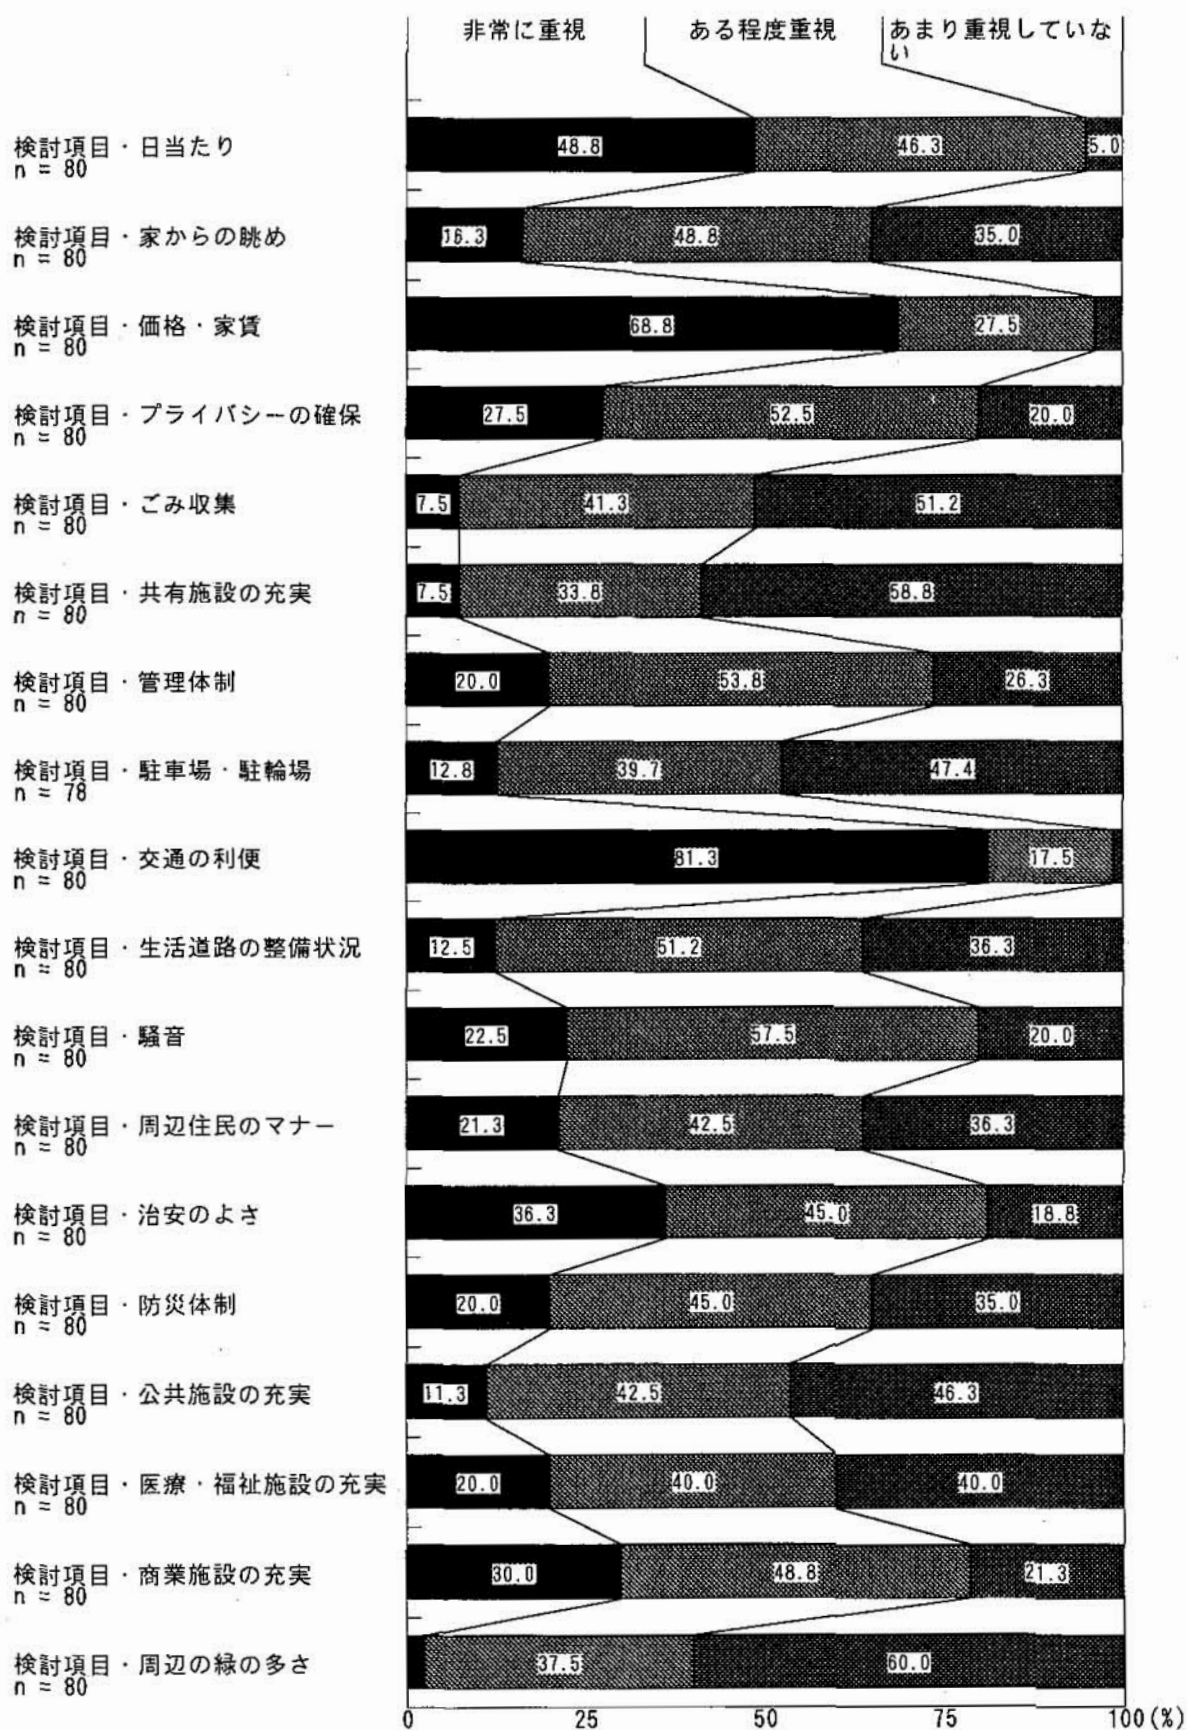 非常に重視
ある程度重視
あまり重視していな
い
検討項目・日当たり
n = 80
48.8
46.3
5.0
検討項目・家からの眺め
n = 80
16.3
48.8
35.0
検討項目・価格・家賃
n = 80
68.8
27.5
検討項目・プライバシーの確保
n = 80
27.5
52.5
20.0
検討項目・ごみ収集
n = 80
7.5
41.3
51.2
検討項目・共有施設の充実
n = 80
7.5
33.8
58.8
検討項目・管理体制
n = 80
20.0
53.8
26.3
検討項目・駐車場・駐輪場
n = 78
12.8
39.7
47.4
検討項目・交通の利便
n = 80
81.3
17.5
検討項目・生活道路の整備状況
n = 80
12.5
51.2
36.3
検討項目・騒音
n = 80
22.5
57.5
20.0
検討項目・周辺住民のマナー
n = 80
21.3
42.5
36.3
検討項目・治安のよさ
n = 80
36.3
45.0
18.8
検討項目・防災体制
n = 80
20.0
45.0
35.0
検討項目・公共施設の充実
n = 80
11.3
42.5
46.3
検討項目・医療・福祉施設の充実
n = 80
20.0
40.0
40.0
検討項目・商業施設の充実
n = 80
30.0
48.8
21.3
検討項目・周辺の緑の多さ
n = 80
37.5
60.0
0 25 50 75 100(%)